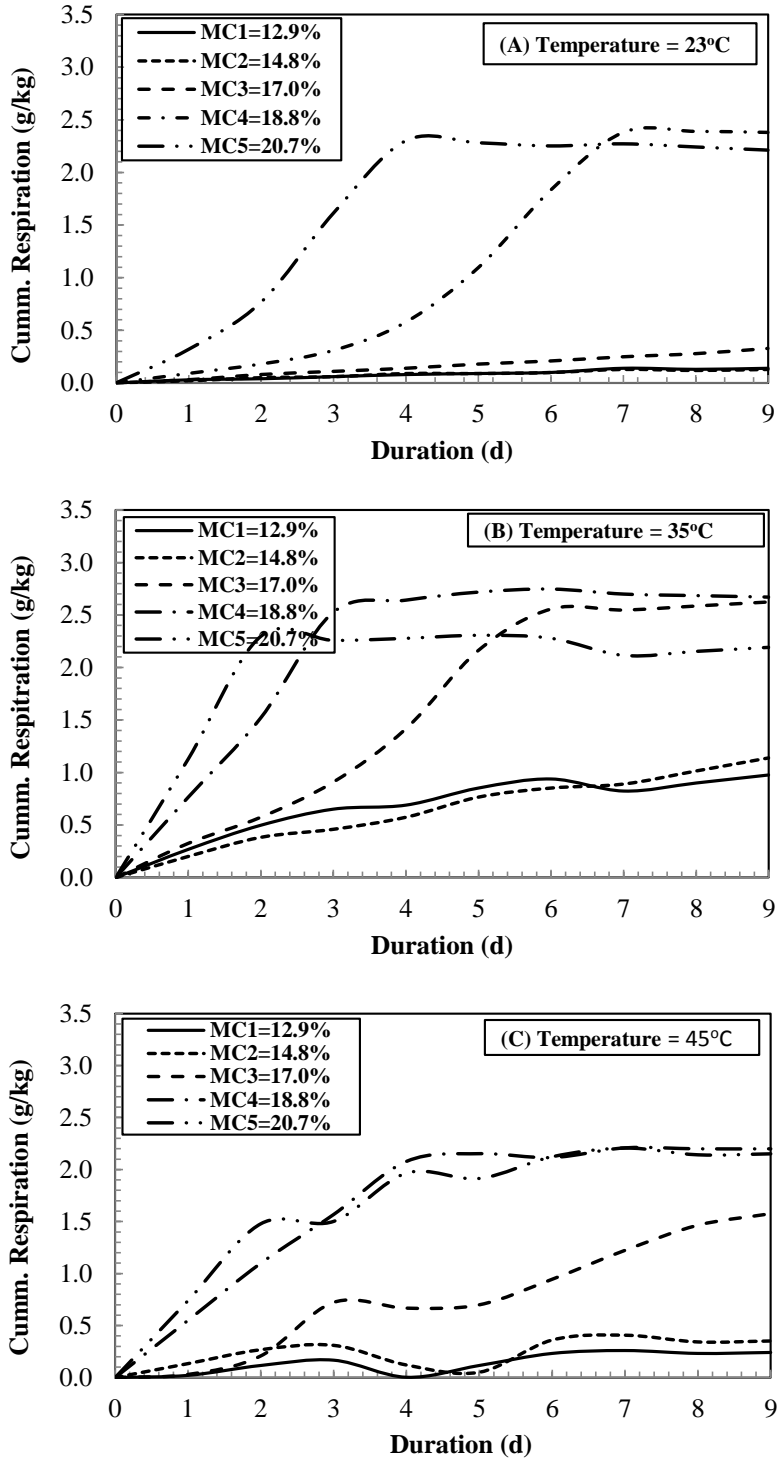 3.5
3.0
2.5
2.0
1.5
1.0
0.5
0.0
Cumm. Respiration (g/kg)
MC1=12.9%
MC2=14.8%
MC3=17.0%
MC4=18.8%
MC5=20.7%
(A) Temperature = 23°C
0 1 2 3 4 5 6 7 8 9
Duration (d)
3.5
3.0
2.5
2.0
1.5
1.0
0.5
0.0
Cumm. Respitration (g/kg)
MC1=12.9%
MC2=14.8%
MC3=17.0%
MC4=18.8%
MC5=20.7%
(B) Temperature = 35°C
0 1 2 3 4 5 6 7 8 9
Duration (d)
3.5
3.0
2.5
2.0
1.5
1.0
0.5
0.0
Cumm. Respiration (g/kg)
MC1=12.9%
MC2=14.8%
MC3=17.0%
MC4=18.8%
MC5=20.7%
(C) Temperature = 45°C
0 1 2 3 4 5 6 7 8 9
Duration (d)